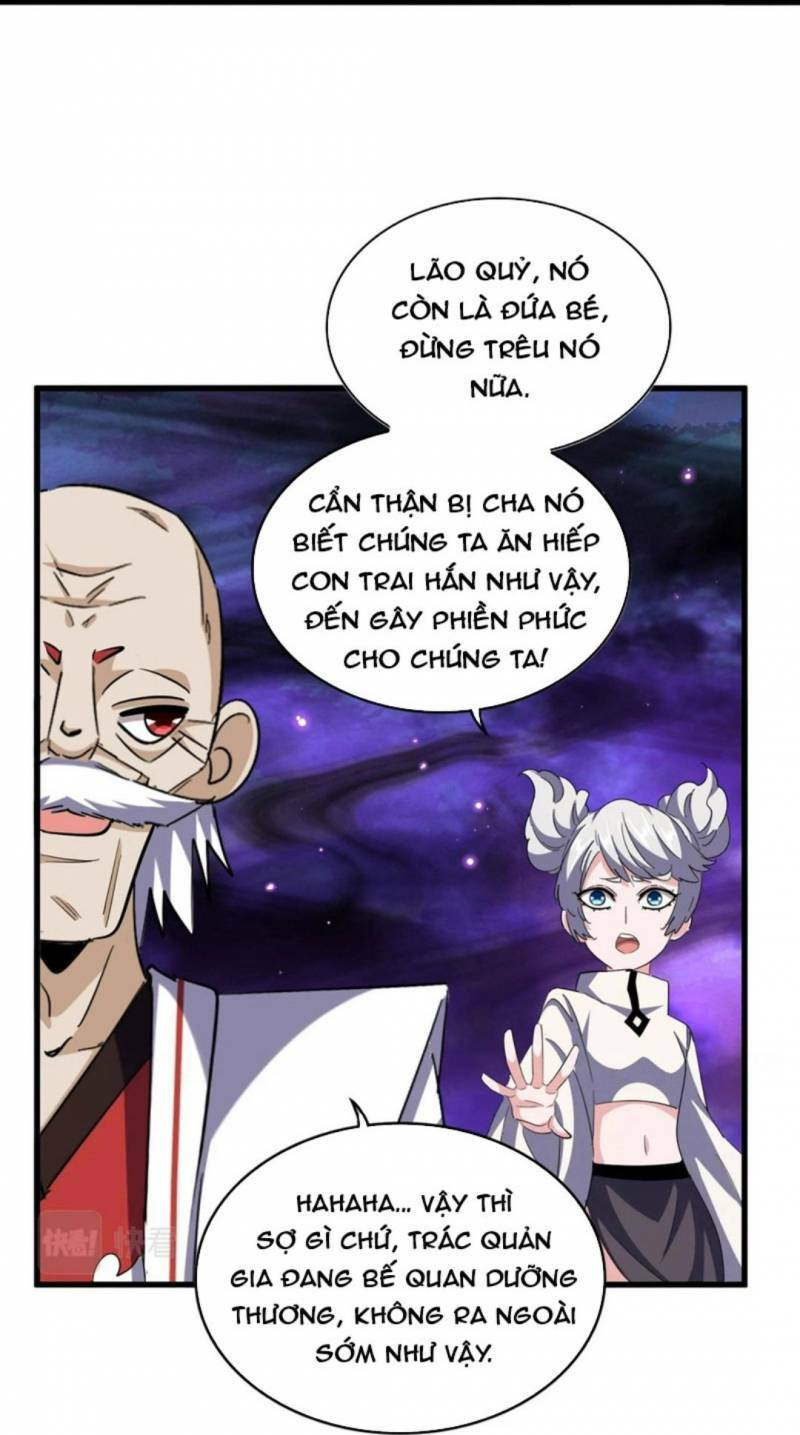 LÃO QUỶ, NÓ
CÒN LÀ ĐỨA BÉ,
ĐỪNG TRÊU NÓ
NỮA.
CẨN THẬN BỊ CHA NÓ
BIẾT CHÚNG TA ĂN HIẾP
CON TRAI HẮN NHƯ VẬY,
ĐẾN GÂY PHIỀN PHỨC
CHO CHÚNG TA!
HAHAHA... VẬY THÌ
SỢ GÌ CHỨ, TRÁC QUẢN
GIA ĐANG BẾ QUAN DƯỠNG
THƯƠNG, KHÔNG RA NGOÀI
SỚM NHƯ VẬY.
快看! 快看